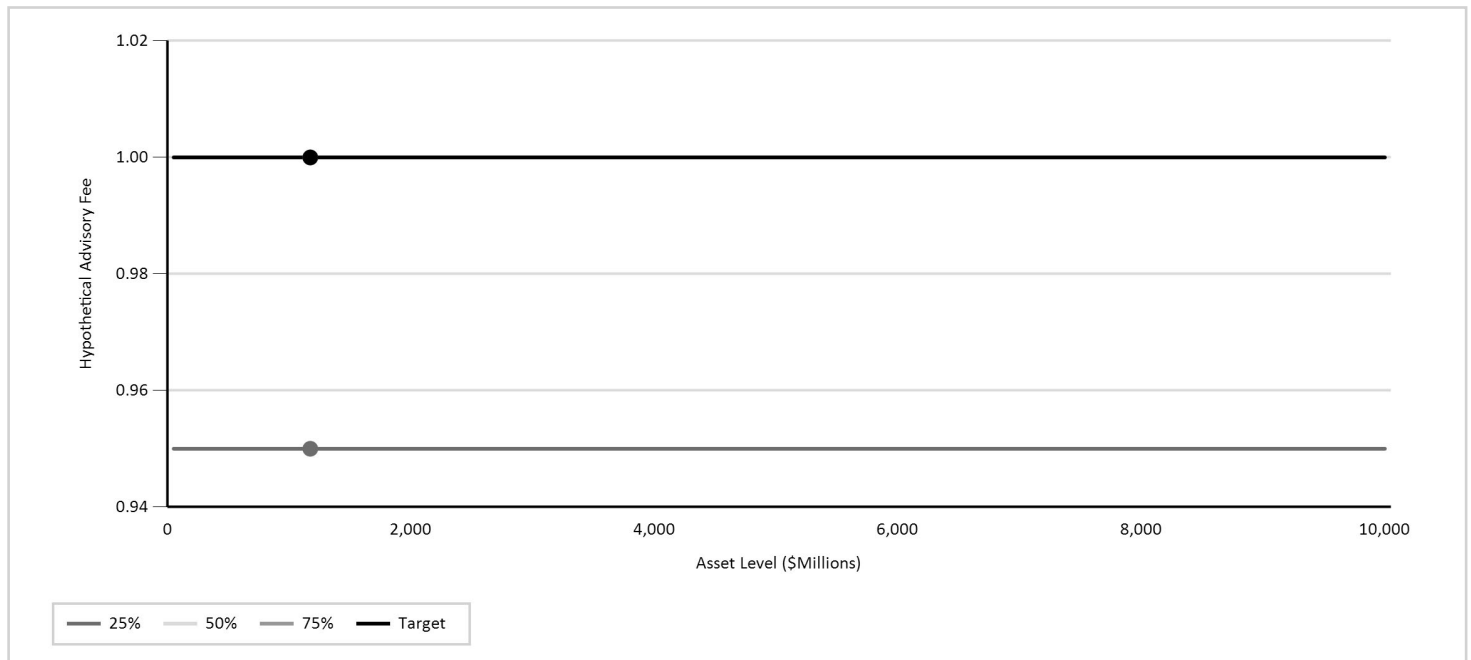 1.02
1.00
0.98
0.96
0.94
Hypothetical Advisory Fee
0 2,000 4,000 6,000 8,000 10,000
Asset Level ($Millions)
25% 50% 75% Target